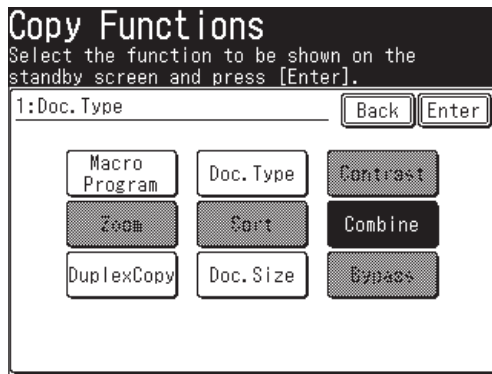 Copy Functions
Select the function to be shown on the
standby screen and press [Enter].
1:Doc.Type
Back Enter
Macro
Program
Doc.Type Contrast
Zoom Sort Combine
DuplexCopy Doc.Size Bypass